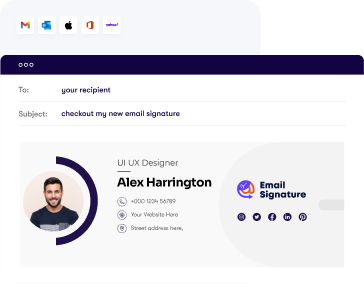 yahoo!
To: your recipient
Subject: checkout my new email signature
UI UX Designer
Alex Harrington
+000 1224 56789
Your Website Here
Street address here,
Email
Signature